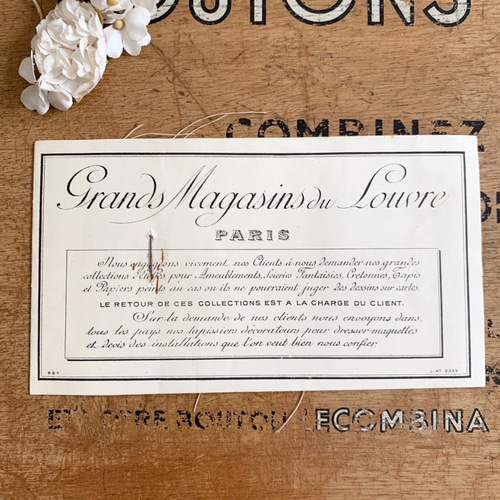 BOUTONS
COMBINEZ
Grands Magasins du Louvre
PARIS
Nous engageons vivement nos Clients à nous demander nos grandes
collections pour Ameublements, Soieries Fantaisies, Cretonnes, Tapis
et Papiers peints au cas ou ils ne pourraient juger des dessins sur cartes.
LE RETOUR DE CES COLLECTIONS EST A LA CHARGE DU CLIENT.
Sur la demande de nos clients nous envoyons dans
tous les pays nos tapissiers décorateurs pour dresser maquettes
et devis des installations que l'on veut bien nous confier.
BOUTON LECOMBINA